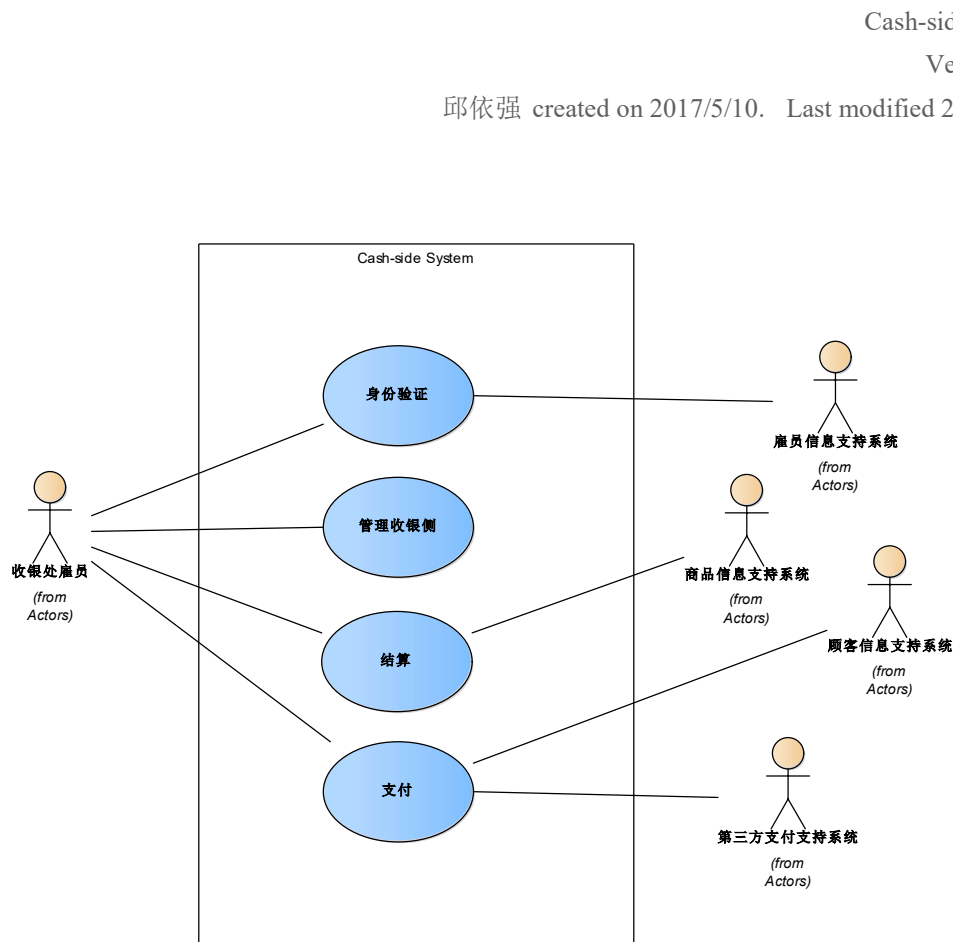 Cash-sid
Ve
邱依强 created on 2017/5/10. Last modified 2
Cash-side System
身份验证
雇员信息支持系统
(from
Actors)
管理收银侧
收银处雇员
(from
Actors)
商品信息支持系统
(from
Actors)
结算
顾客信息支持系统
(from
Actors)
支付
第三方支付支持系统
(from
Actors)